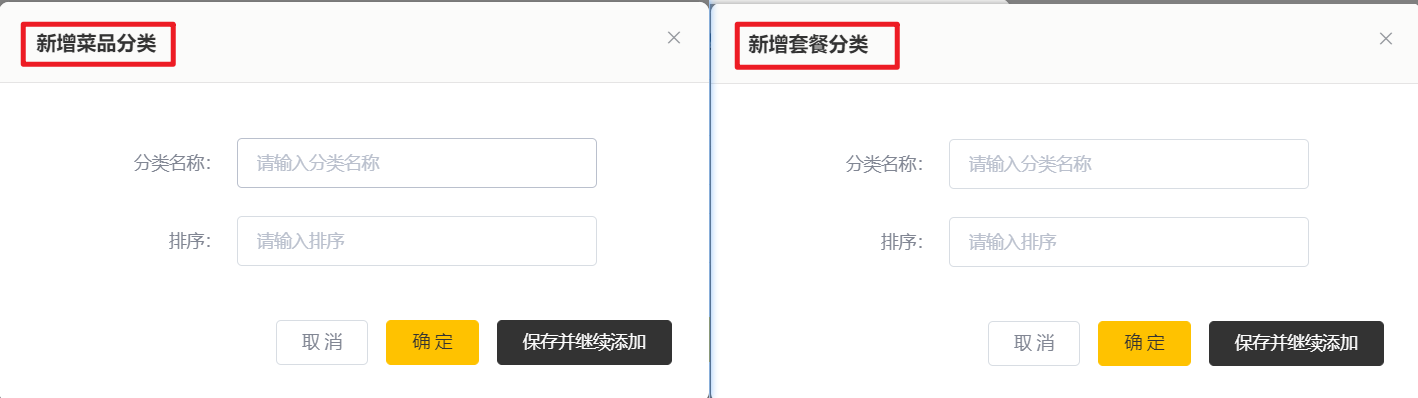 新增菜品分类
分类名称：
请输入分类名称
排序：
请输入排序
取 消
确 定
保存并继续添加
新增套餐分类
分类名称：
请输入分类名称
排序：
请输入排序
取 消
确 定
保存并继续添加